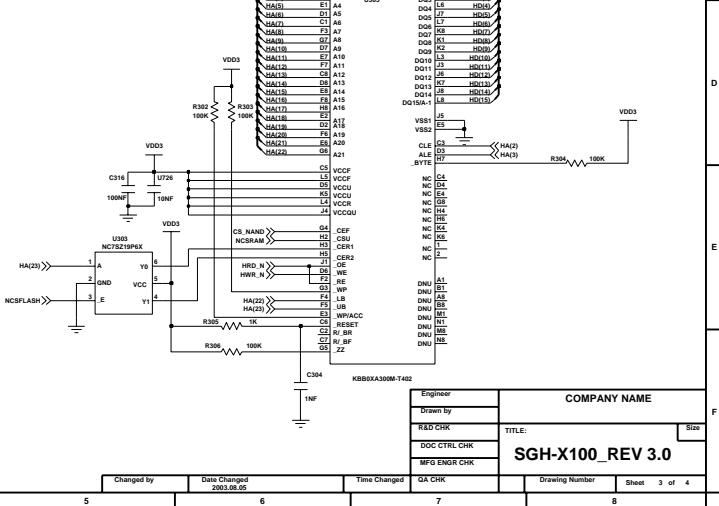 HA(5) E1 A4
HA(6) D1 A5
HA(7) C1 A6
HA(8) F3 A7
HA(9) G7 A8
HA(10) D7 A9
HA(11) E7 A10
HA(12) F7 A11
HA(13) C8 A12
HA(14) D8 A13
HA(15) E8 A14
HA(16) F8 A15
HA(17) H8 A16
HA(18) E2 A17
HA(19) D2 A18
HA(20) F6 A19
HA(21) E6 A20
HA(22) G6 A21
DQ4 L6 HD(4)
DQ5 J7 HD(5)
DQ6 L7 HD(6)
DQ7 K8 HD(7)
DQ8 K1 HD(8)
DQ9 K2 HD(9)
DQ10 L3 HD(10)
DQ11 J3 HD(11)
DQ12 J6 HD(12)
DQ13 K7 HD(13)
DQ14 J8 HD(14)
DQ15/A-1 L8 HD(15)
D
VDD3
R302 100K
R303 100K
VSS1 J5
VSS2 E5
VDD3
CLE C3 HA(2)
ALE D3 HA(3)
_BYTE H7
R304 100K
VDD3
C316
100NF
U726
10NF
C5 VCCF
L5 VCCF
D5 VCCU
K5 VCCU
L4 VCCR
J4 VCCQU
NC C4
NC D4
NC E4
NC G8
NC H4
NC H6
NC K4
NC K6
NC 1
NC 2
E
VDD3
CS_NAND G4 _CEF
NCSRAM H2 _CSU
H3 _CER1
H5 _CER2
HRD_N J1 _OE
HWR_N D6 _WE
F2 _RE
G3 _WP
HA(22) F4 _LB
HA(23) F5 _UB
E3 _WP/ACC
C6 _RESET
C2 R/_BR
C7 R/_BF
G5 _ZZ
DNU A1
DNU B1
DNU A8
DNU B8
DNU M1
DNU N1
DNU M8
DNU N8
U303
NC7SZ19P6X
HA(23) 1 A Y0 6
2 GND VCC 5
NCSFLASH 3 _E Y1 4
R305 1K
R306 100K
C304
1NF
KBB0XA300M-T402
Engineer
Drawn by
R&D CHK
DOC CTRL CHK
MFG ENGR CHK
COMPANY NAME
TITLE:
Size
SGH-X100_REV 3.0
F
Changed by
Date Changed
2003.08.05
Time Changed
QA CHK
Drawing Number
Sheet 3 of 4
5 6 7 8